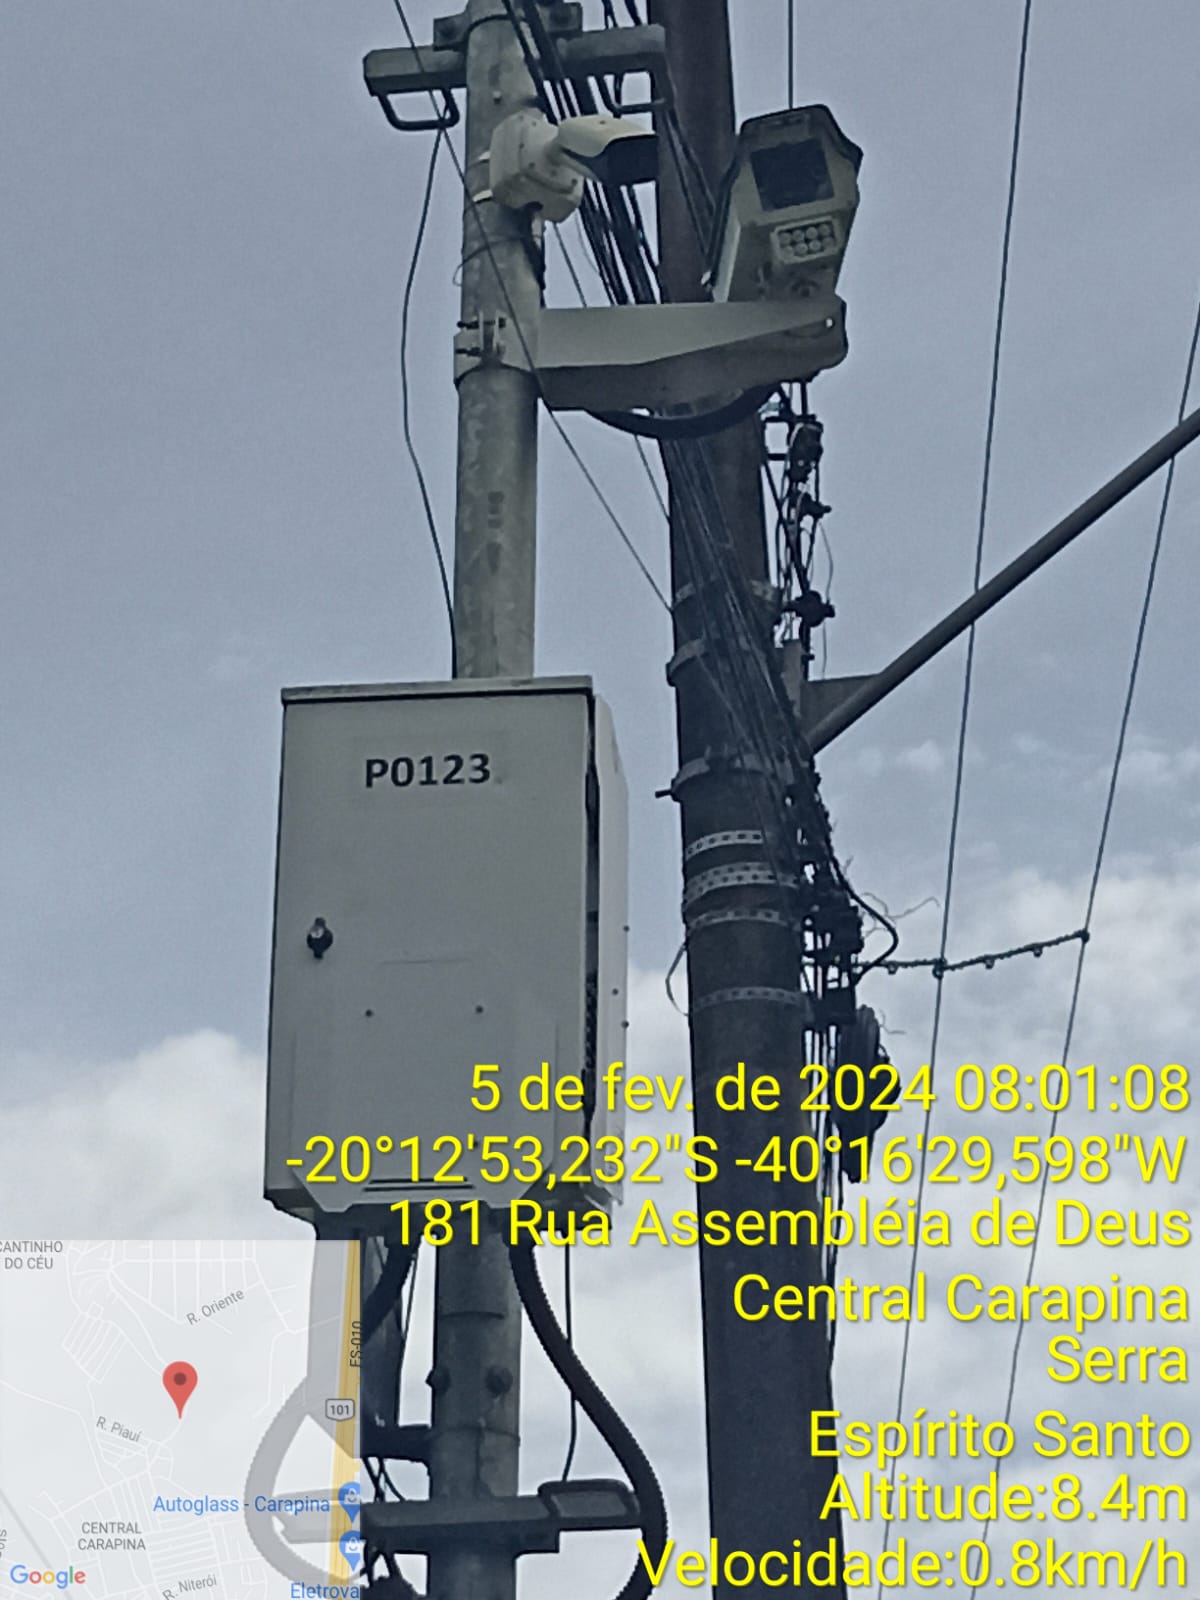 P0123
5 de fev. de 2024 08:01:08
-20°12'53,232"S -40°16'29,598"W
181 Rua Assembléia de Deus
Central Carapina
Serra
Espírito Santo
Altitude:8.4m
Velocidade:0.8km/h
CANTINHO
DO CÉU
R. Oriente
ES-010
101
R. Piauí
Autoglass - Carapina
CENTRAL
CARAPINA
R. Niterói
Google
Eletrova